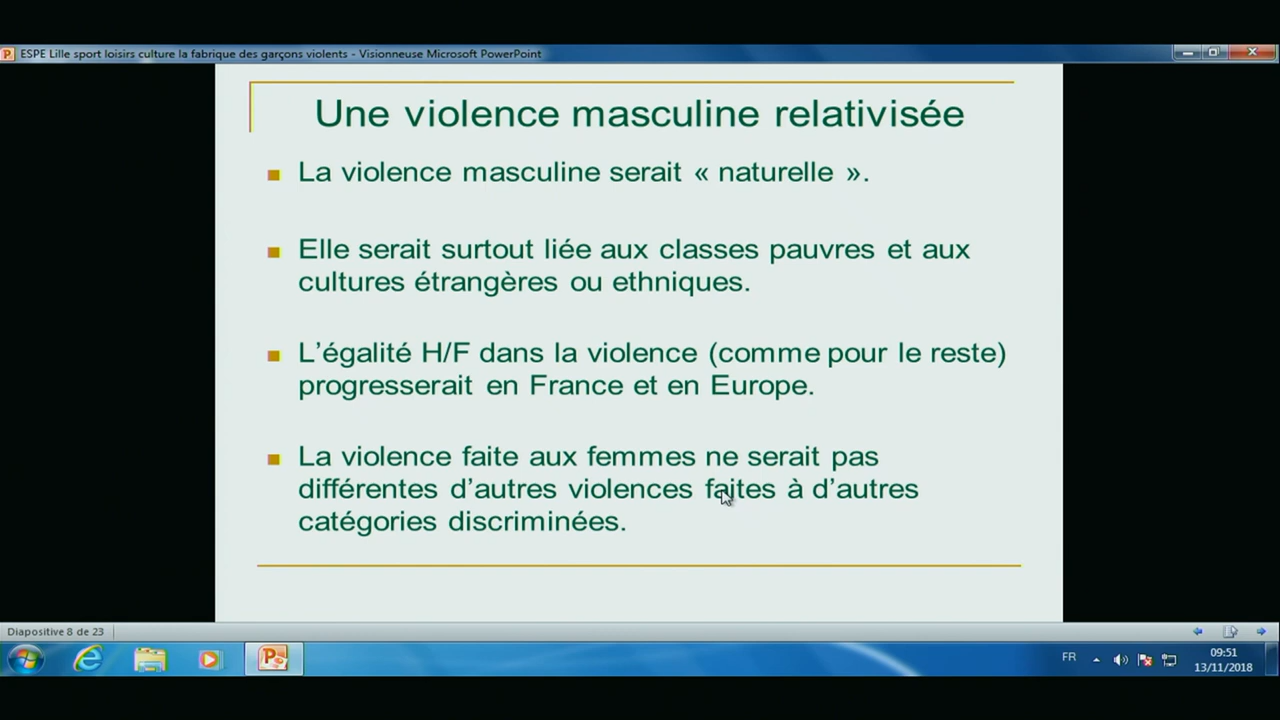 ESPE Lille sport loisirs culture la fabrique des garçons violents - Visionneuse Microsoft PowerPoint
Une violence masculine relativisée
La violence masculine serait « naturelle ».
Elle serait surtout liée aux classes pauvres et aux
cultures étrangères ou ethniques.
L’égalité H/F dans la violence (comme pour le reste)
progresserait en France et en Europe.
La violence faite aux femmes ne serait pas
différentes d’autres violences faites à d’autres
catégories discriminées.
Diapositive 8 de 23
FR
09:51
13/11/2018